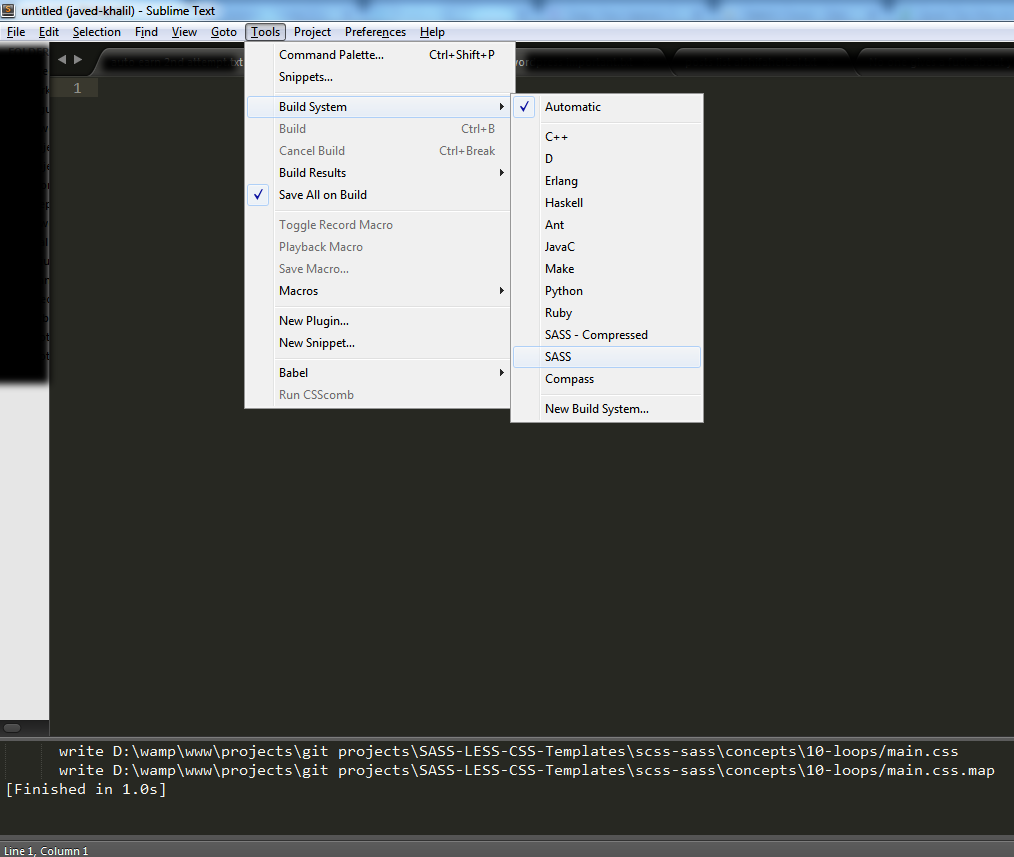 untitled (javed-khalil) - Sublime Text
File Edit Selection Find View Goto Tools Project Preferences Help
Command Palette... Ctrl+Shift+P
Snippets...
Build System
Build Ctrl+B
Cancel Build Ctrl+Break
Build Results
Save All on Build
Toggle Record Macro
Playback Macro
Save Macro...
Macros
New Plugin...
New Snippet...
Babel
Run CSScomb
Automatic
C++
D
Erlang
Haskell
Ant
JavaC
Make
Python
Ruby
SASS - Compressed
SASS
Compass
New Build System...
1
write D:\wamp\www\projects\git projects\SASS-LESS-CSS-Templates\scss-sass\concepts\10-loops/main.css
write D:\wamp\www\projects\git projects\SASS-LESS-CSS-Templates\scss-sass\concepts\10-loops/main.css.map
[Finished in 1.0s]
Line 1, Column 1